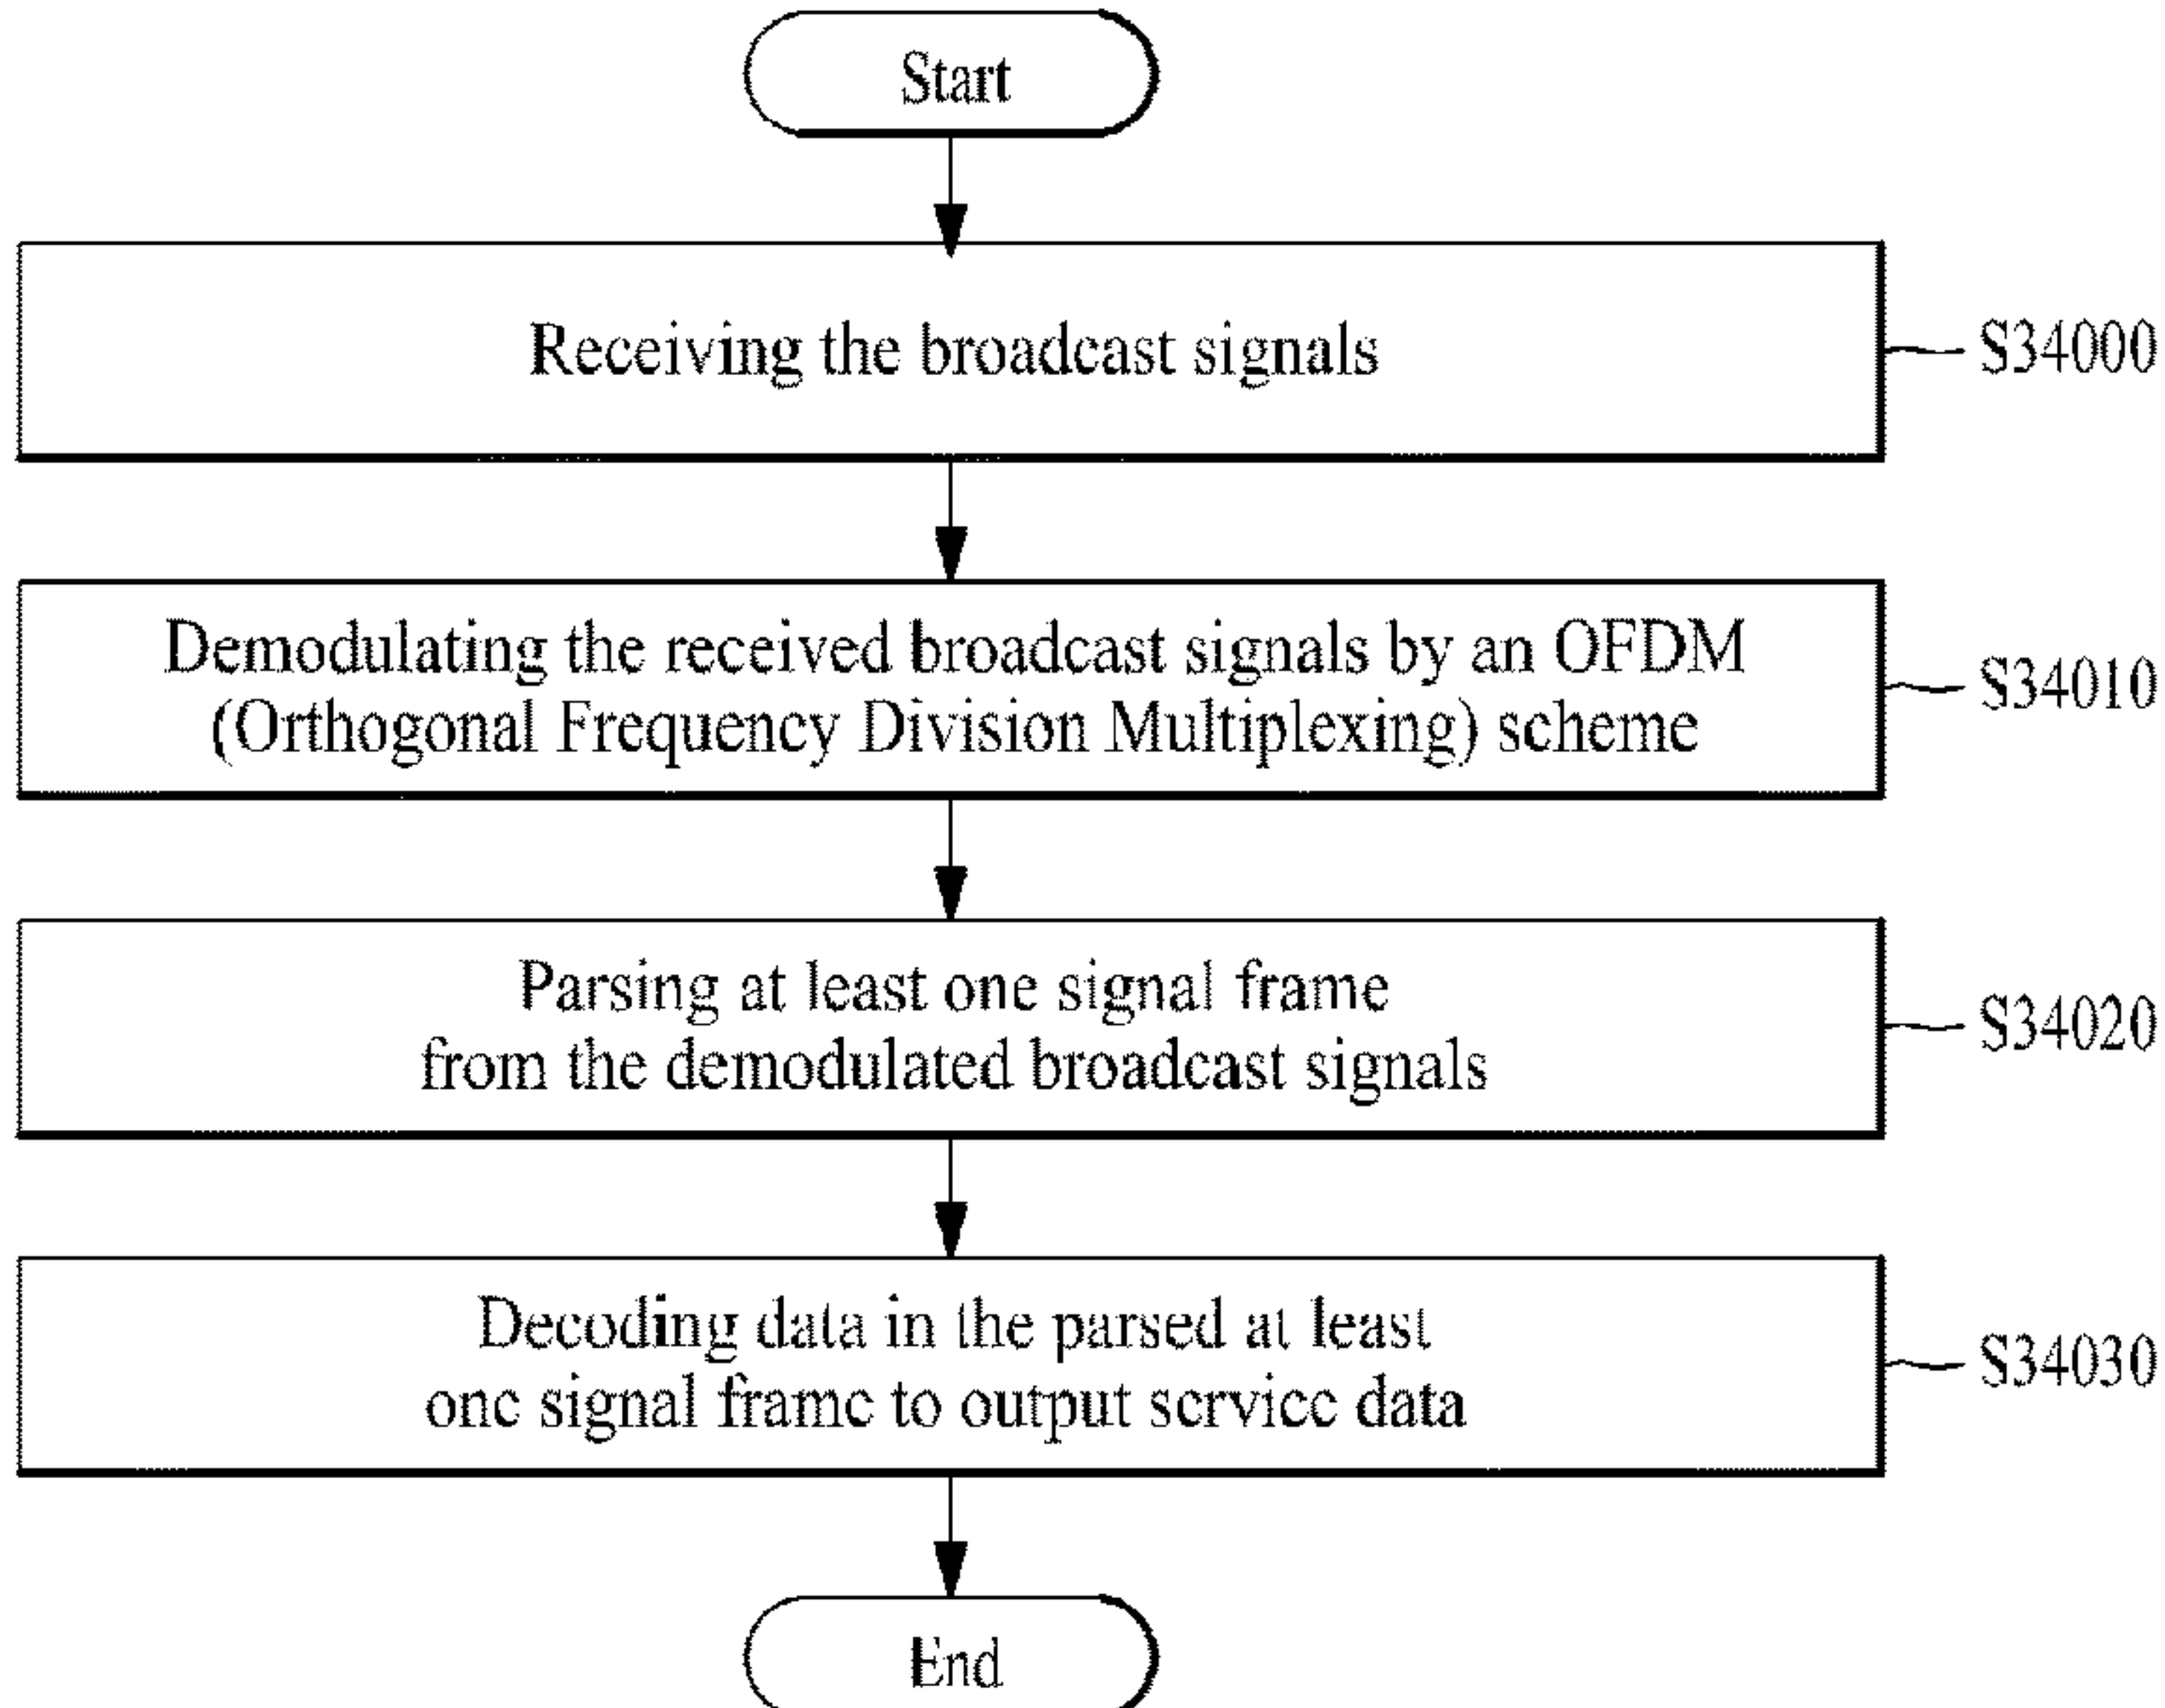 Start
Receiving the broadcast signals
S34000
Demodulating the received broadcast signals by an OFDM
(Orthogonal Frequency Division Multiplexing) scheme
S34010
Parsing at least one signal frame
from the demodulated broadcast signals
S34020
Decoding data in the parsed at least
one signal frame to output service data
S34030
End